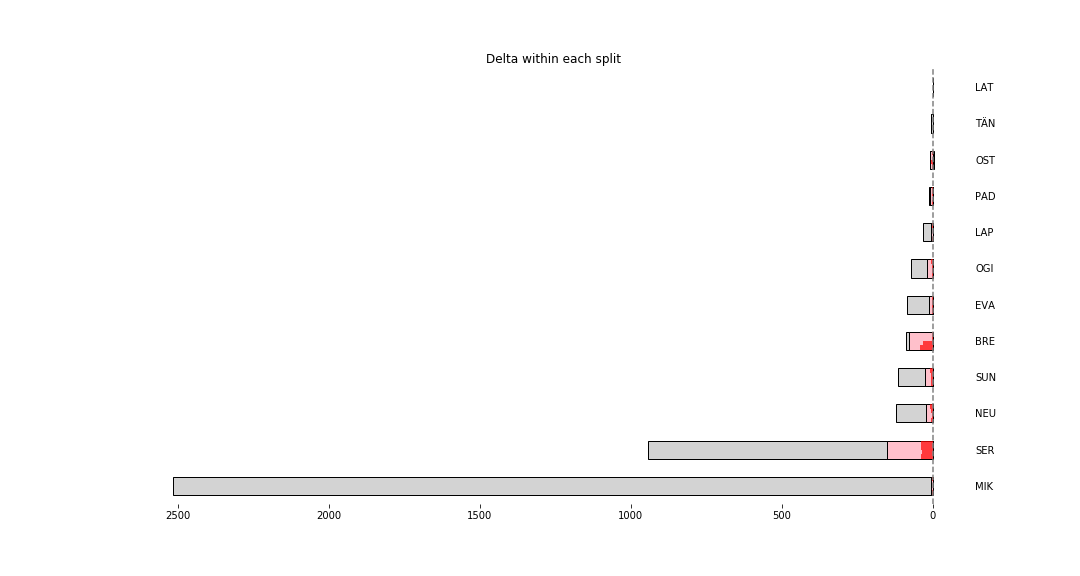 Delta within each split
LAT
TÄN
OST
PAD
LAP
OGI
EVA
BRE
SUN
NEU
SER
MIK
2500 2000 1500 1000 500 0